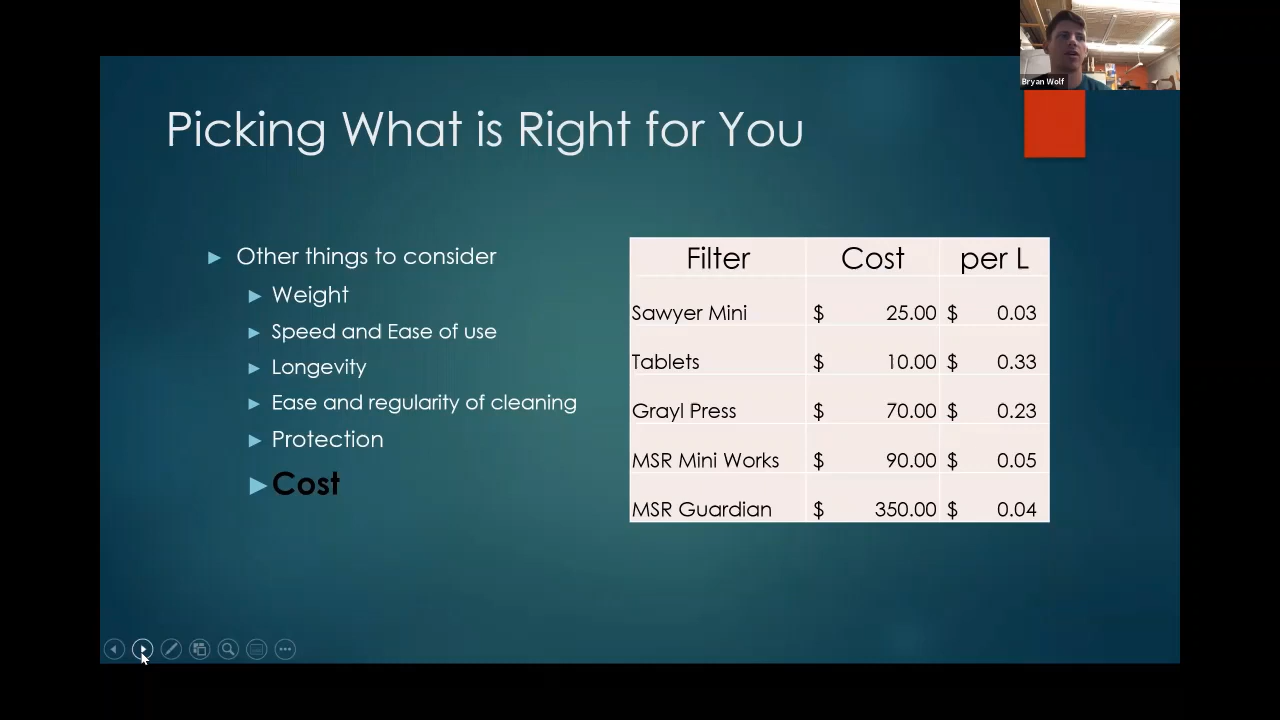 Bryan Wolf
Picking What is Right for You
Other things to consider
Weight
Speed and Ease of use
Longevity
Ease and regularity of cleaning
Protection
Cost
Filter Cost per L
Sawyer Mini $ 25.00 $ 0.03
Tablets $ 10.00 $ 0.33
Grayl Press $ 70.00 $ 0.23
MSR Mini Works $ 90.00 $ 0.05
MSR Guardian $ 350.00 $ 0.04